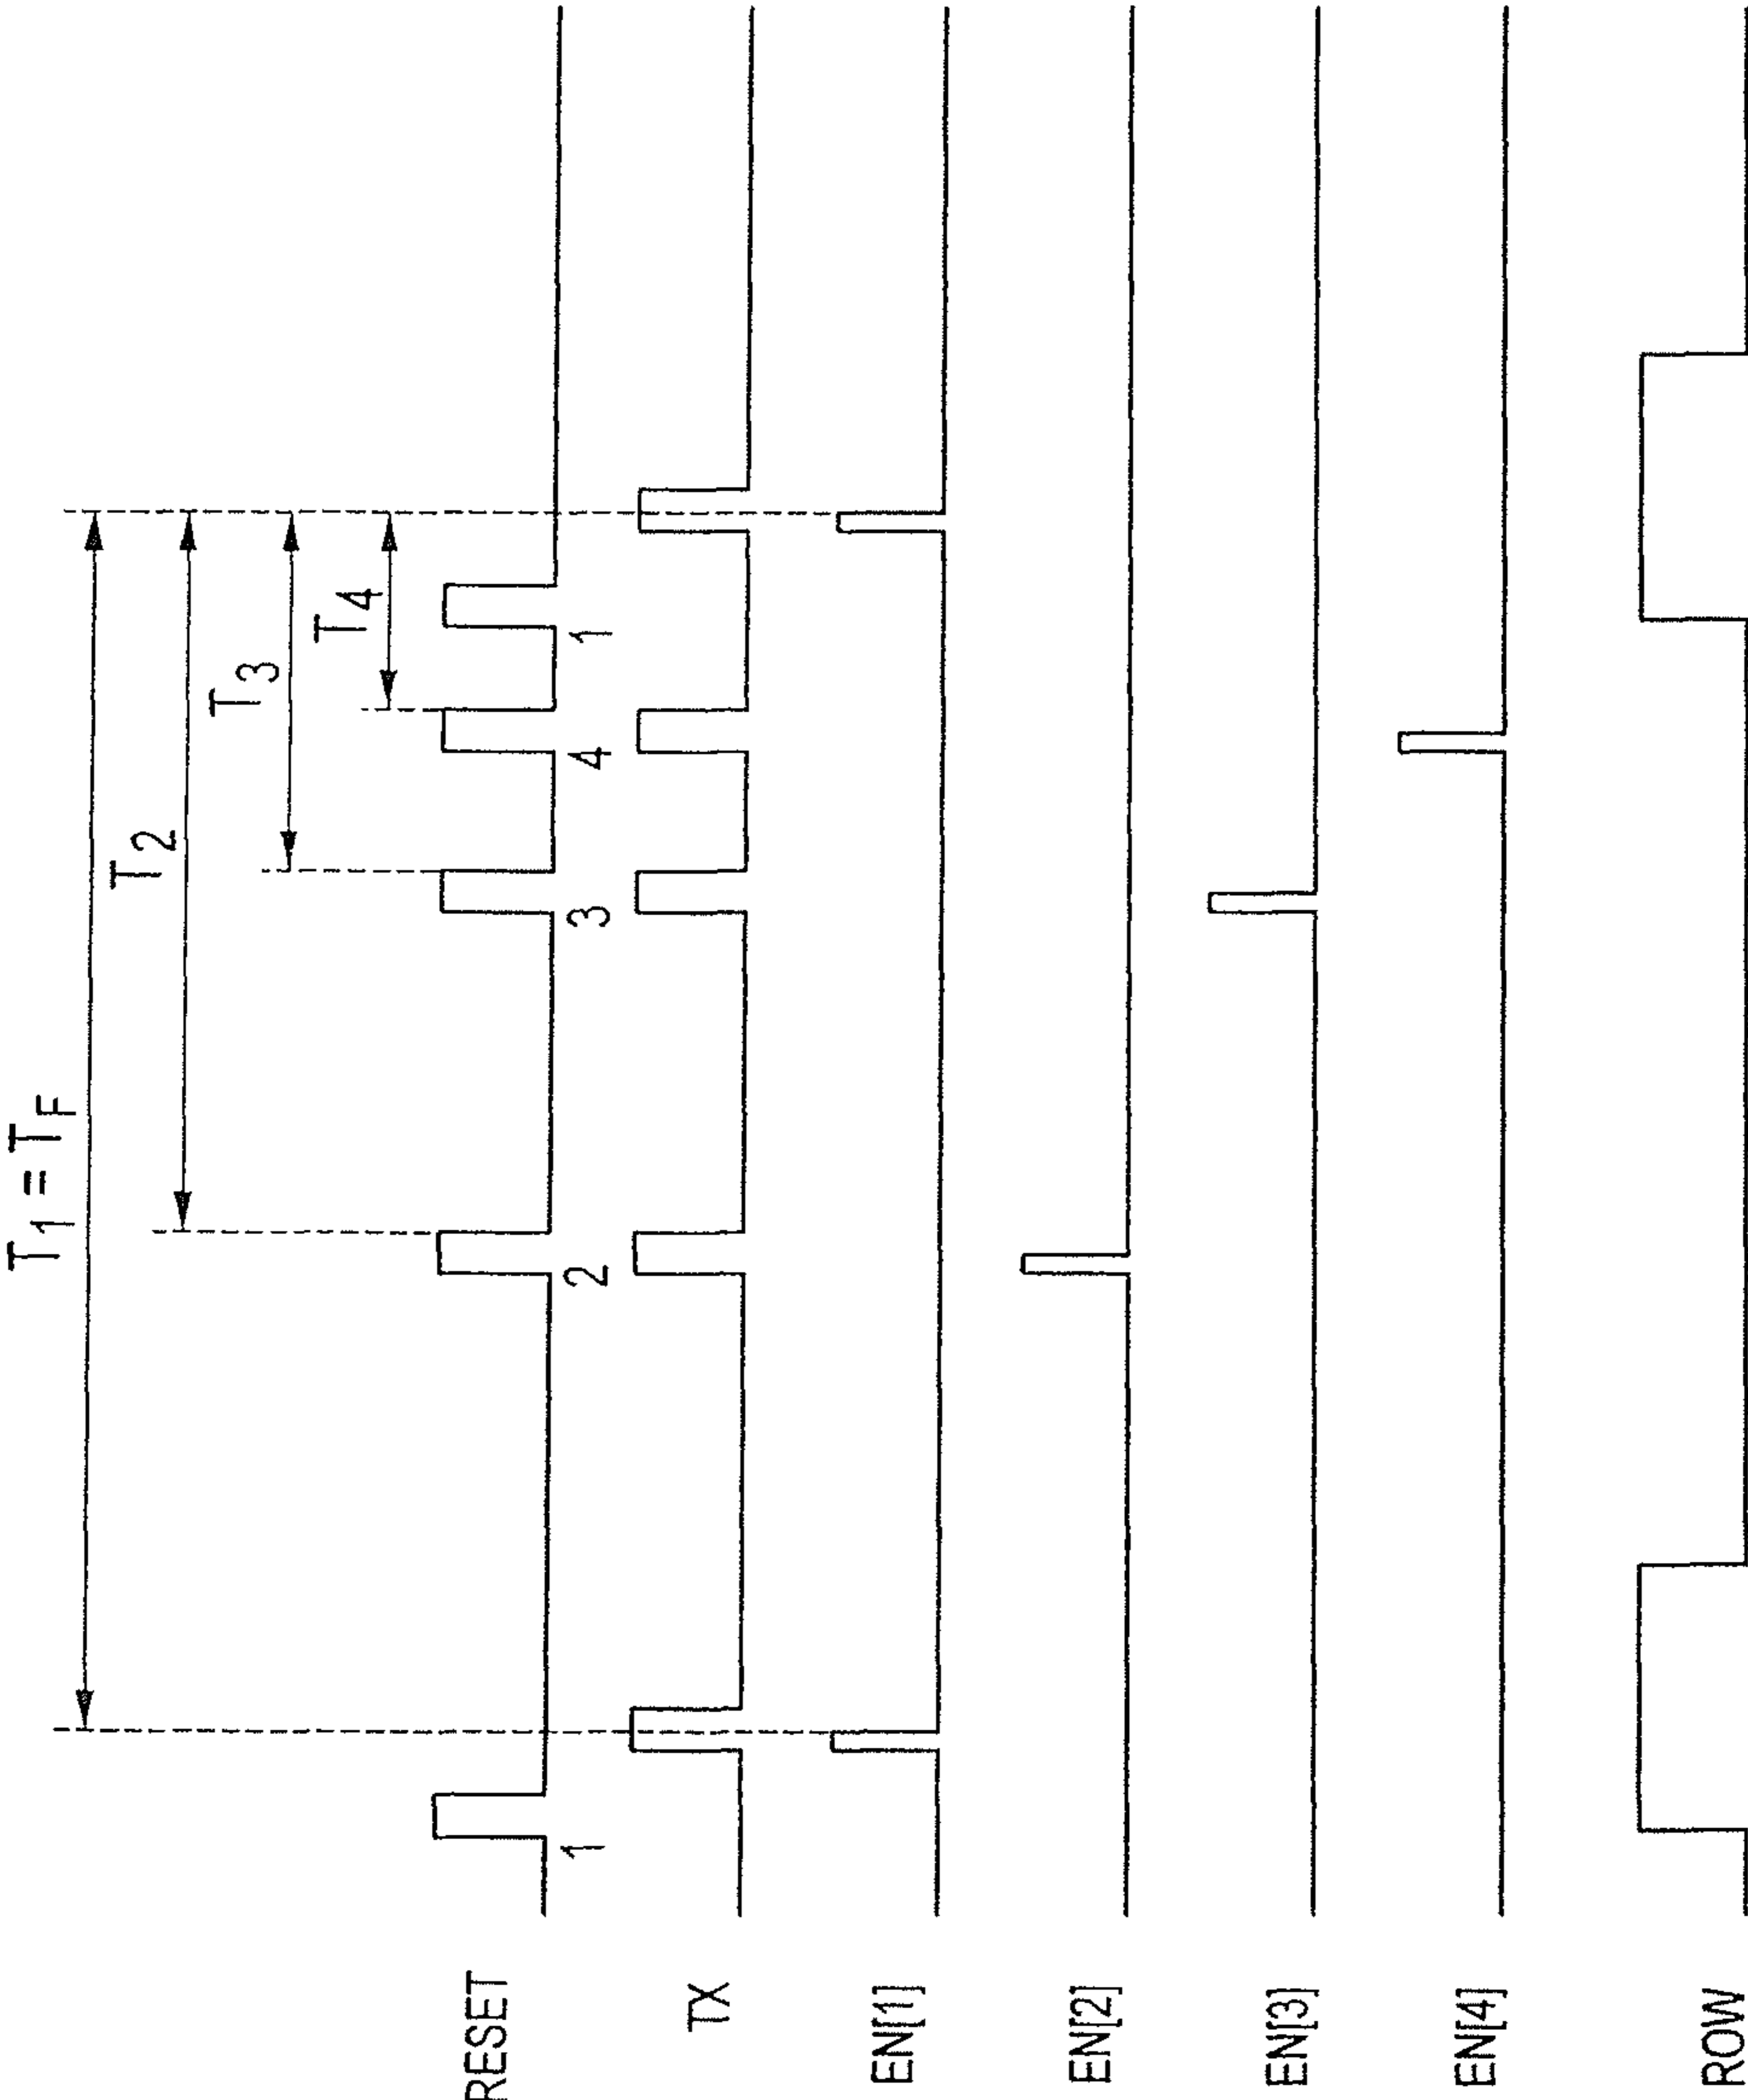 T1 = TF
T2
T3
T4
RESET
1
2
3
4
1
TX
EN[1]
EN[2]
EN[3]
EN[4]
ROW